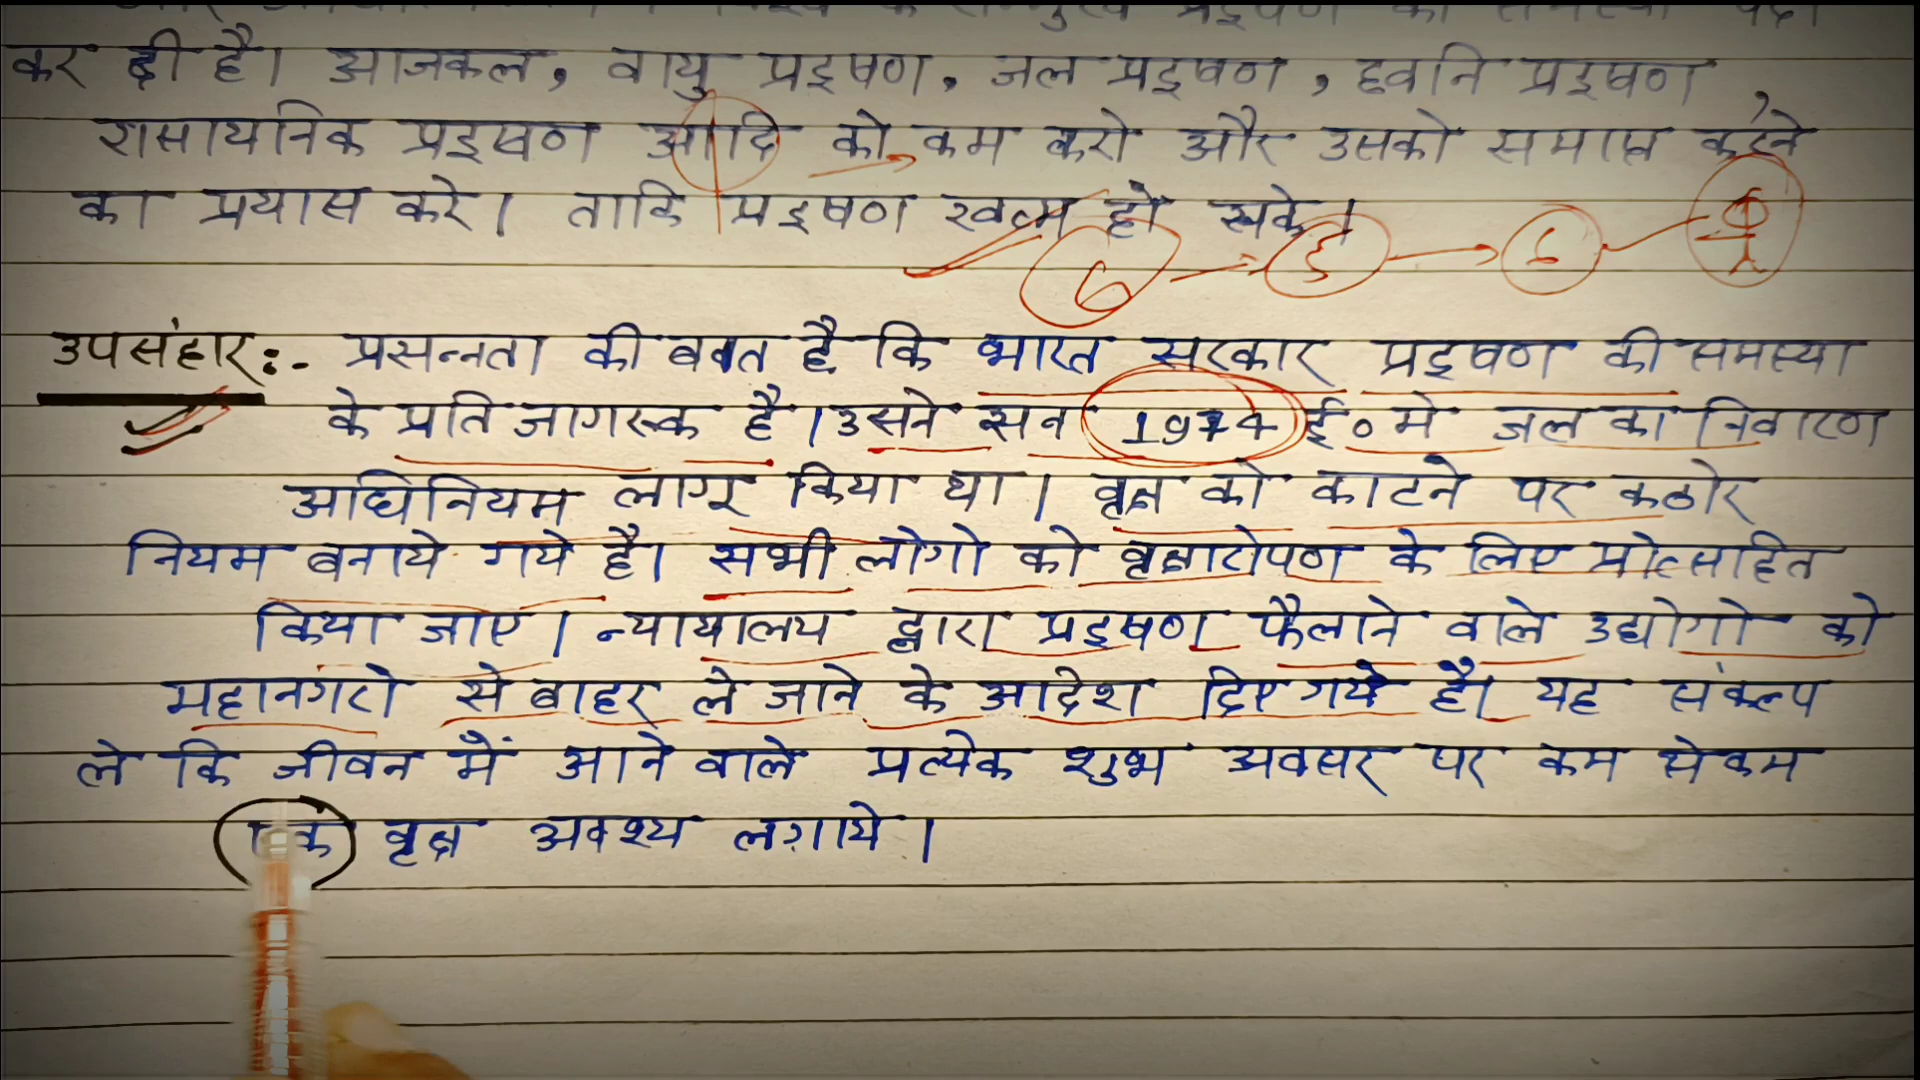 कर दी है। आजकल, वायु प्रदूषण, जल प्रदूषण, ध्वनि प्रदूषण,
रासायनिक प्रदूषण आदि को कम करो और उसको समाप्त करने
का प्रयास करे। ताकि प्रदूषण खत्म हो सके।
उपसंहार:- प्रसन्नता की बात है कि भारत सरकार प्रदूषण की समस्या
के प्रति जागरूक है। उसने सन 1974 ई० मे जल का निवारण
अधिनियम लागू किया था। वृक्ष को काटने पर कठोर
नियम बनाये गये है। सभी लोगो को वृक्षारोपण के लिए प्रोत्साहित
किया जाए। न्यायालय द्वारा प्रदूषण फैलाने वाले उद्योगो को
महानगरो से बाहर ले जाने के आदेश दिए गये है। यह संकल्प
ले कि जीवन में आने वाले प्रत्येक शुभ अवसर पर कम से कम
एक वृक्ष अवश्य लगाये।